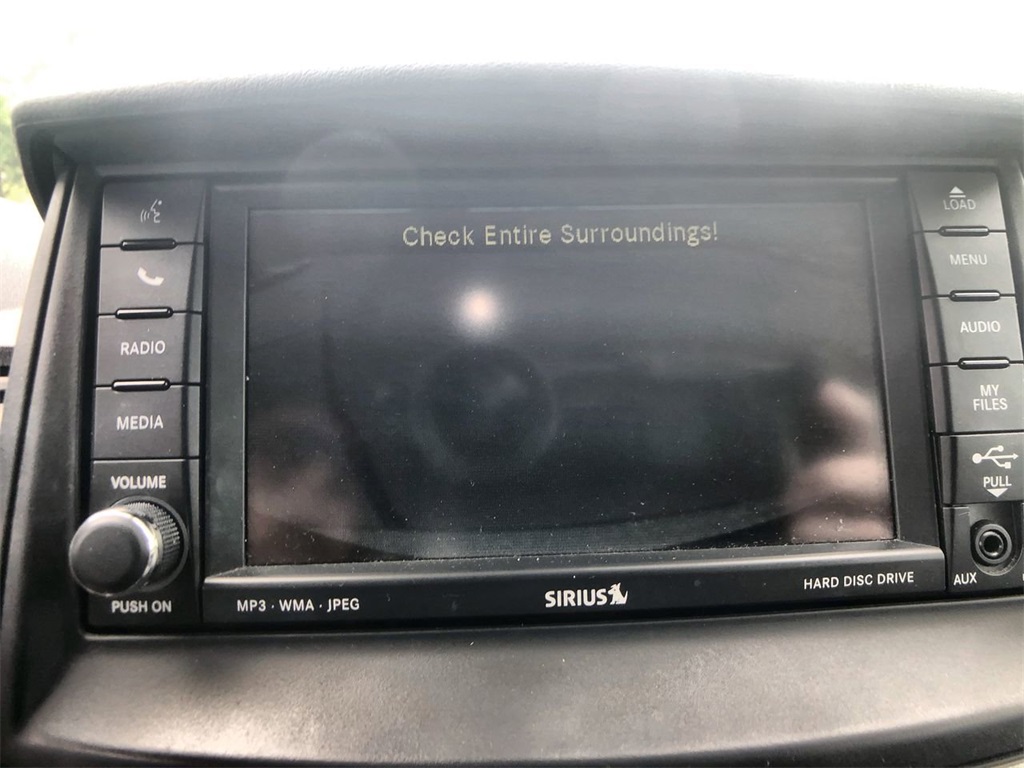 Check Entire Surroundings!
RADIO
MEDIA
VOLUME
PUSH ON
LOAD
MENU
AUDIO
MY
FILES
PULL
AUX
MP3 · WMA · JPEG
SIRIUS
HARD DISC DRIVE